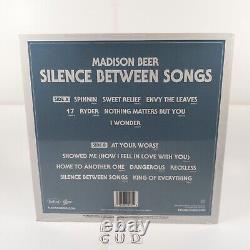 MADISON BEER
SILENCE BETWEEN SONGS
SIDE A SPINNIN SWEET RELIEF ENVY THE LEAVES
17 RYDER NOTHING MATTERS BUT YOU
I WONDER
SIDE B AT YOUR WORST
SHOWED ME (HOW I FELL IN LOVE WITH YOU)
HOME TO ANOTHER ONE DANGEROUS RECKLESS
SILENCE BETWEEN SONGS KING OF EVERYTHING
GUD